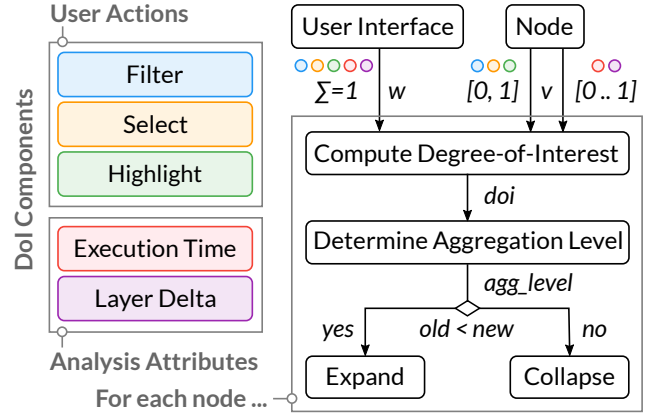 User Actions
DoI Components
Filter
Select
Highlight
Execution Time
Layer Delta
Analysis Attributes
For each node ...
User Interface
Node
∑=1 w
[0, 1] v [0 .. 1]
Compute Degree-of-Interest
doi
Determine Aggregation Level
agg_level
yes old < new no
Expand
Collapse